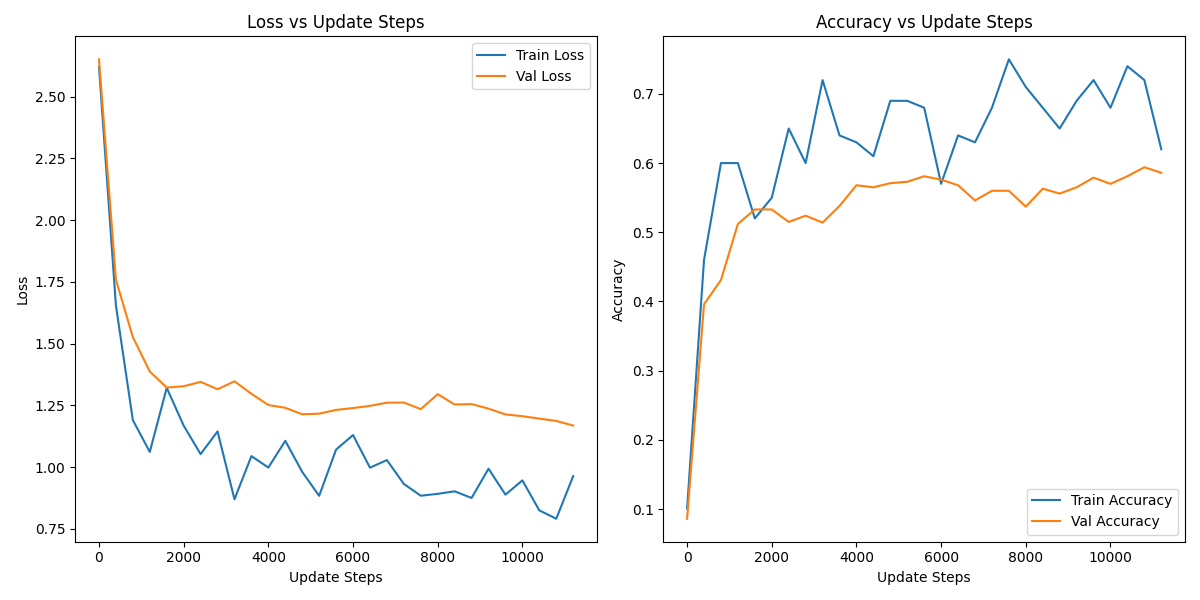 Loss vs Update Steps
Train Loss
Val Loss
2.50
2.25
2.00
1.75
1.50
1.25
1.00
0.75
Loss
0 2000 4000 6000 8000 10000
Update Steps
Accuracy vs Update Steps
0.7
0.6
0.5
0.4
0.3
0.2
0.1
Accuracy
Train Accuracy
Val Accuracy
0 2000 4000 6000 8000 10000
Update Steps